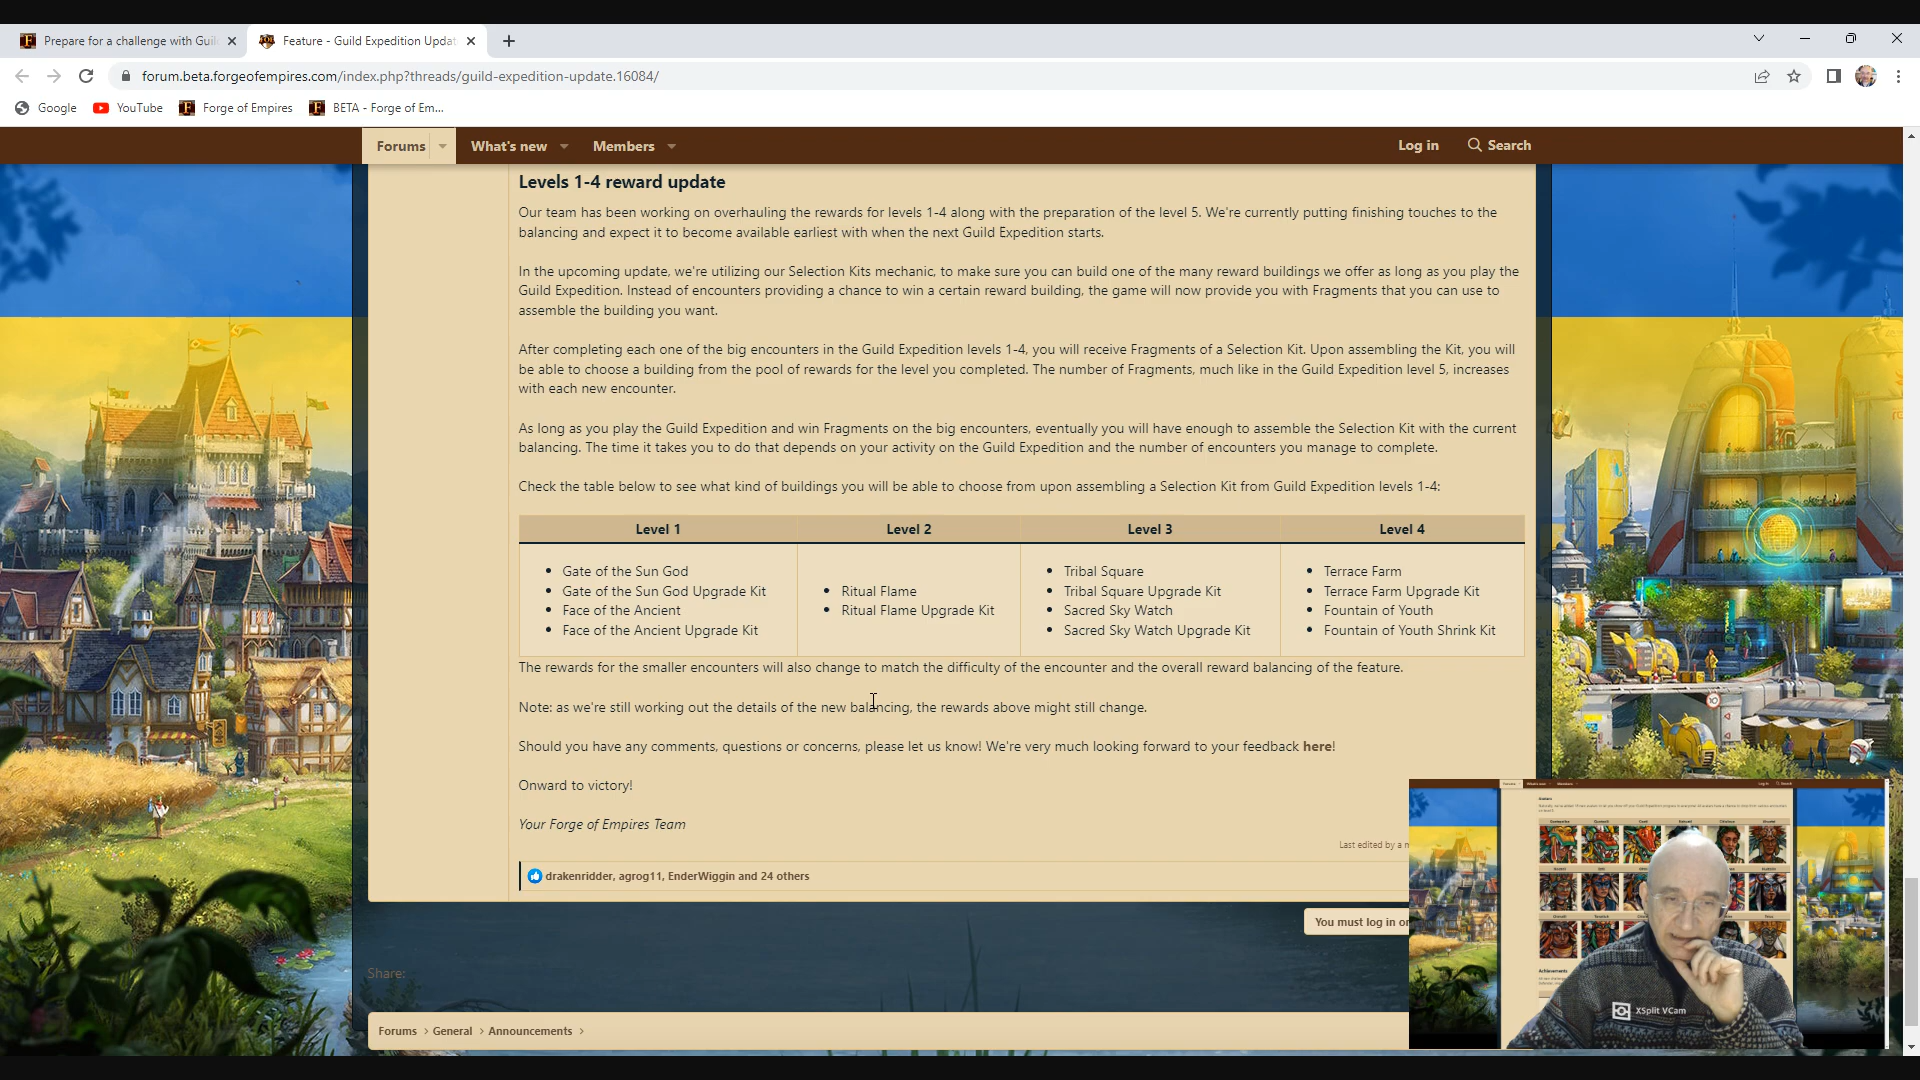 Prepare for a challenge with Guil
Feature - Guild Expedition Updat
forum.beta.forgeofempires.com/index.php?threads/guild-expedition-update.16084/
Google YouTube Forge of Empires BETA - Forge of Em...
Forums What's new Members Log in Search
Levels 1-4 reward update
Our team has been working on overhauling the rewards for levels 1-4 along with the preparation of the level 5. We're currently putting finishing touches to the
balancing and expect it to become available earliest with when the next Guild Expedition starts.
In the upcoming update, we're utilizing our Selection Kits mechanic, to make sure you can build one of the many reward buildings we offer as long as you play the
Guild Expedition. Instead of encounters providing a chance to win a certain reward building, the game will now provide you with Fragments that you can use to
assemble the building you want.
After completing each one of the big encounters in the Guild Expedition levels 1-4, you will receive Fragments of a Selection Kit. Upon assembling the Kit, you will
be able to choose a building from the pool of rewards for the level you completed. The number of Fragments, much like in the Guild Expedition level 5, increases
with each new encounter.
As long as you play the Guild Expedition and win Fragments on the big encounters, eventually you will have enough to assemble the Selection Kit with the current
balancing. The time it takes you to do that depends on your activity on the Guild Expedition and the number of encounters you manage to complete.
Check the table below to see what kind of buildings you will be able to choose from upon assembling a Selection Kit from Guild Expedition levels 1-4:
Level 1 Level 2 Level 3 Level 4
Gate of the Sun God
Gate of the Sun God Upgrade Kit
Face of the Ancient
Face of the Ancient Upgrade Kit
Ritual Flame
Ritual Flame Upgrade Kit
Tribal Square
Tribal Square Upgrade Kit
Sacred Sky Watch
Sacred Sky Watch Upgrade Kit
Terrace Farm
Terrace Farm Upgrade Kit
Fountain of Youth
Fountain of Youth Shrink Kit
The rewards for the smaller encounters will also change to match the difficulty of the encounter and the overall reward balancing of the feature.
Note: as we're still working out the details of the new balancing, the rewards above might still change.
Should you have any comments, questions or concerns, please let us know! We're very much looking forward to your feedback here!
Onward to victory!
Your Forge of Empires Team
Last edited by a m
drakenridder, agrog11, EnderWiggin and 24 others
You must log in or
Share:
Forums > General > Announcements >
XSplit VCam